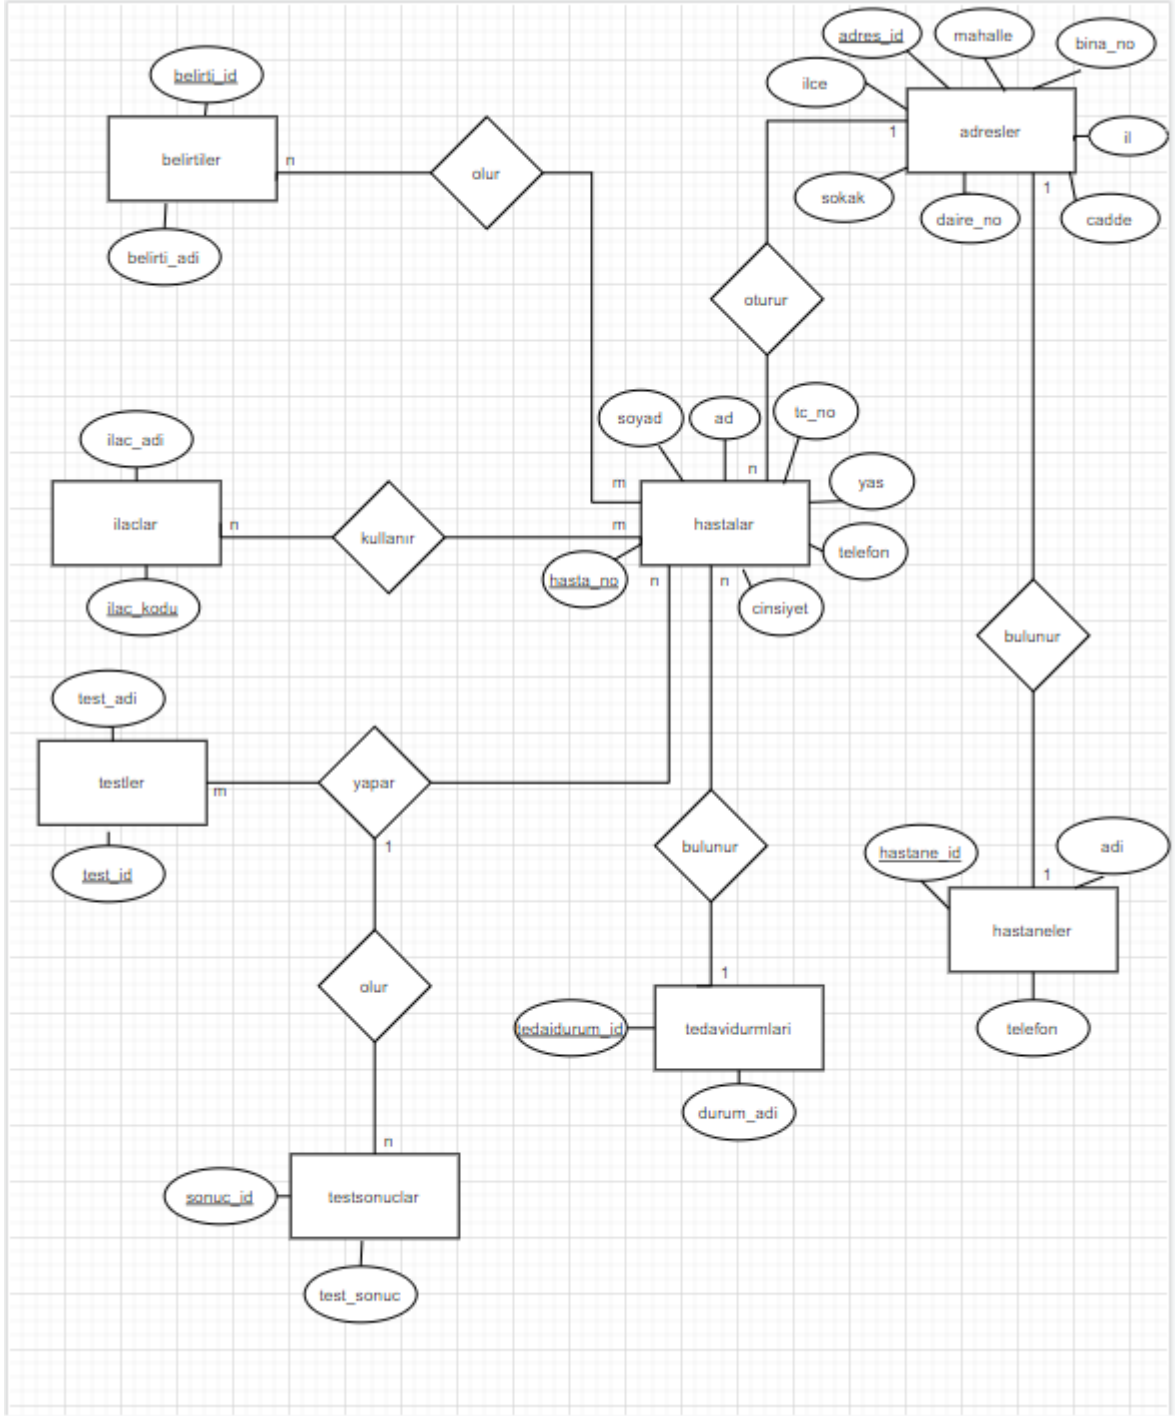 adres_id
mahalle
bina_no
belirti_id
ilce
adresler
il
belirtiler
n
olur
1
1
sokak
daire_no
cadde
belirti_adi
oturur
soyad
ad
tc_no
ilac_adi
n
yas
m
ilaclar
n
kullanır
m
hastalar
telefon
hasta_no
n
n
cinsiyet
ilac_kodu
bulunur
test_adi
testler
m
yapar
1
bulunur
hastane_id
adi
test_id
1
hastaneler
olur
1
tedaidurum_id
tedavidurmlari
telefon
durum_adi
n
sonuc_id
testsonuclar
test_sonuc